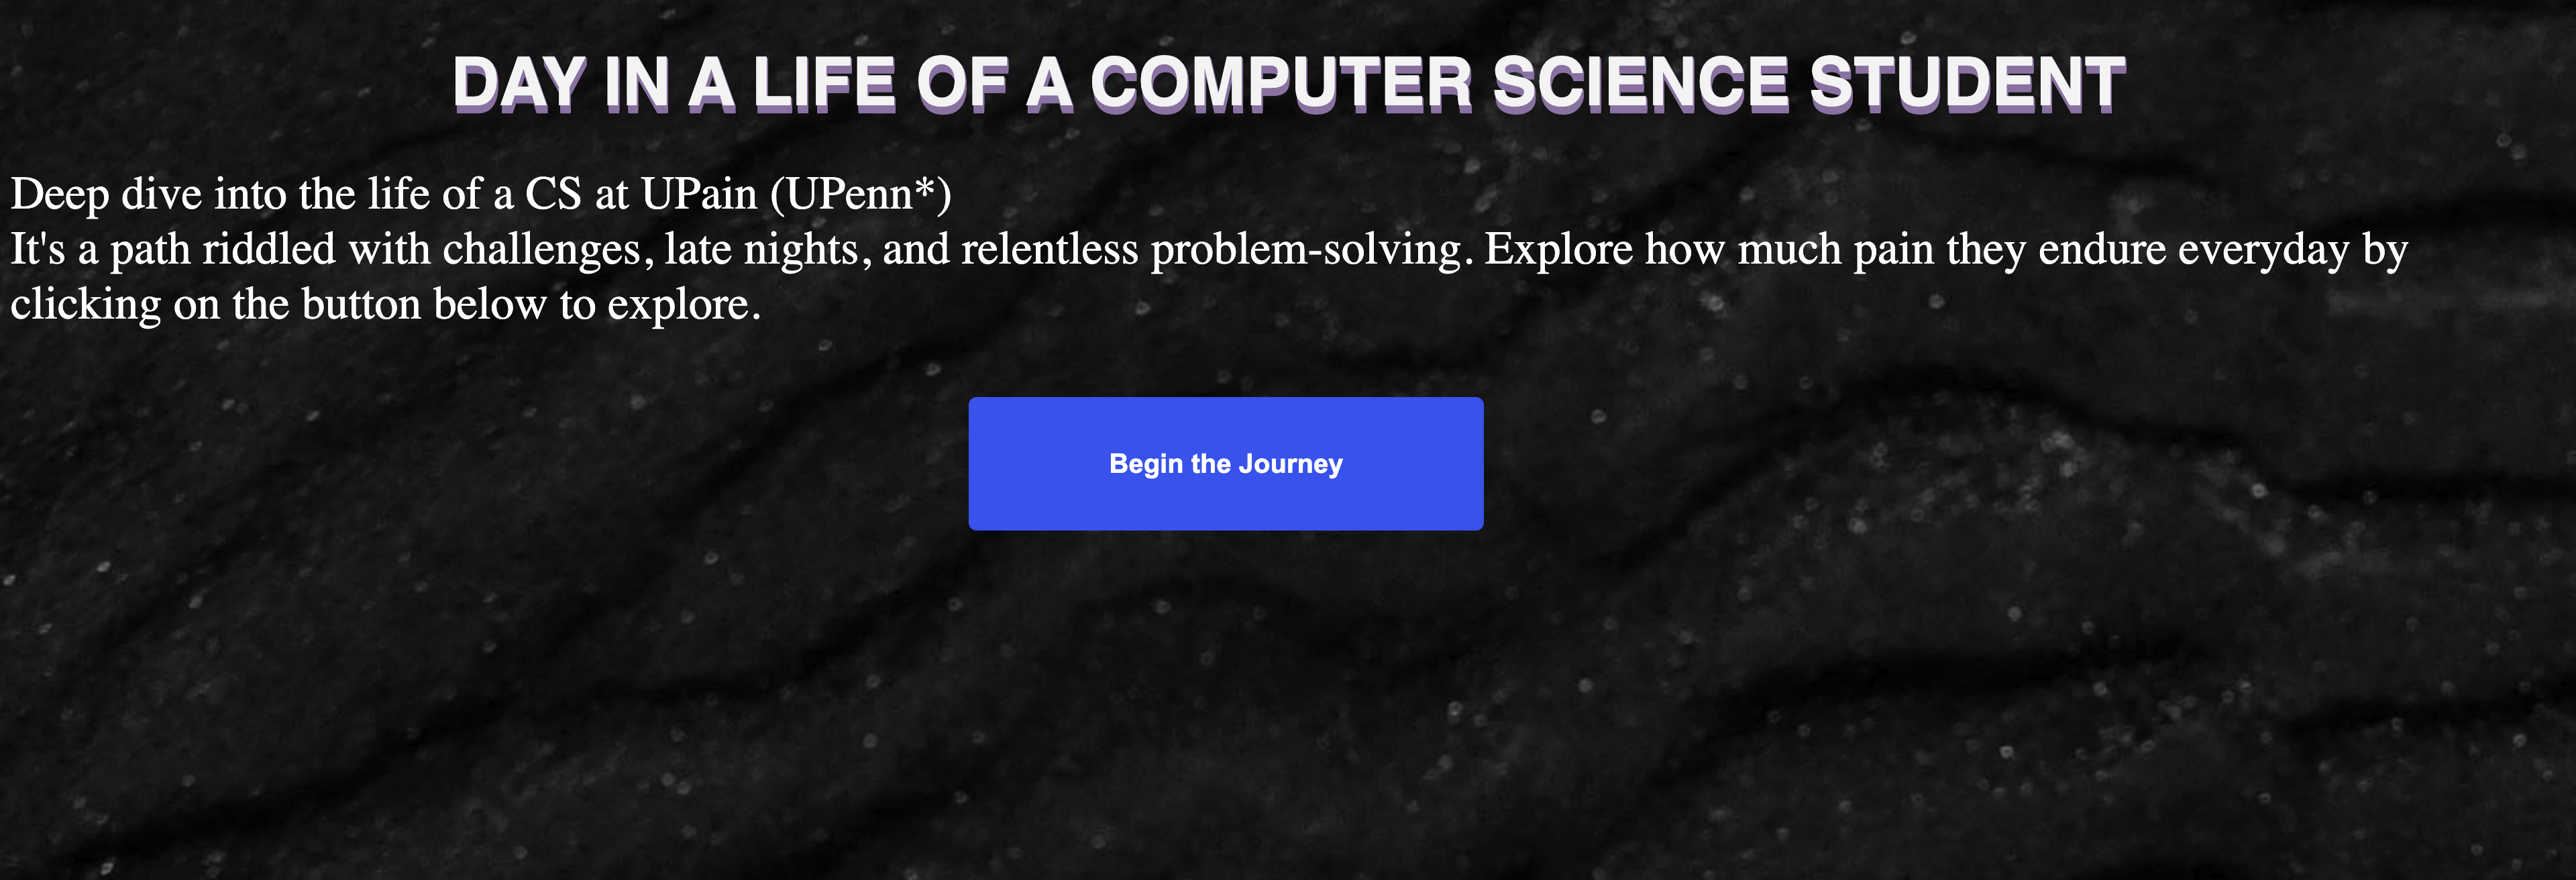 DAY IN A LIFE OF A COMPUTER SCIENCE STUDENT
Deep dive into the life of a CS at UPain (UPenn*)
It's a path riddled with challenges, late nights, and relentless problem-solving. Explore how much pain they endure everyday by
clicking on the button below to explore.
Begin the Journey